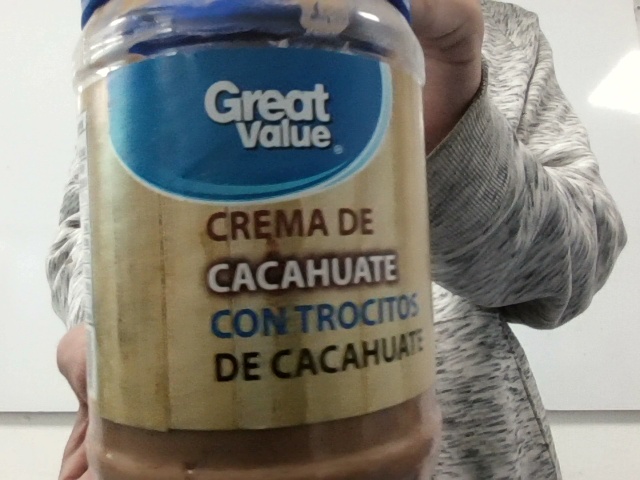 Great
Value®
CREMA DE
CACAHUATE
CON TROCITOS
DE CACAHUATE